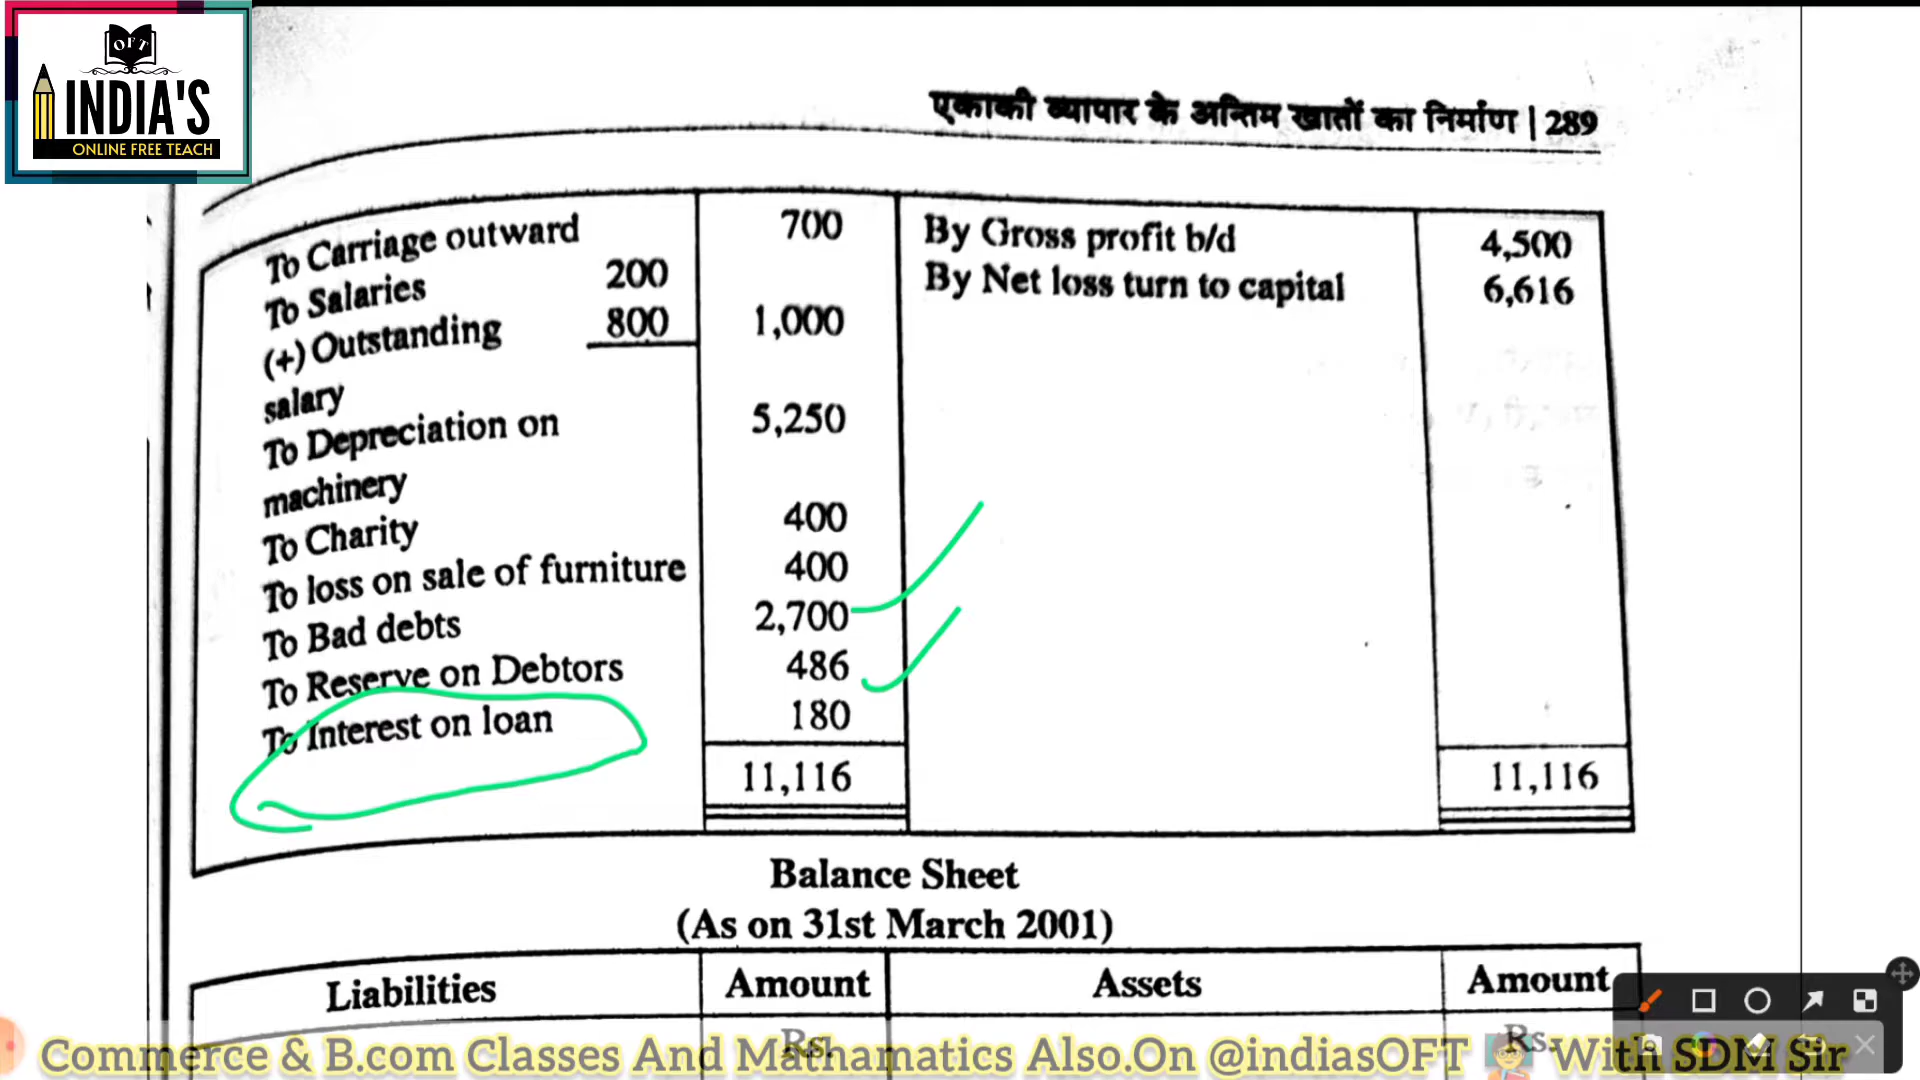 OFT
INDIA'S
ONLINE FREE TEACH
एकाकी व्यापार के अन्तिम खातों का निर्माण | 289
To Carriage outward 700 By Gross profit b/d 4,500
To Salaries 200 By Net loss turn to capital 6,616
(+) Outstanding 800 1,000
salary
To Depreciation on 5,250
machinery
To Charity 400
To loss on sale of furniture 400
To Bad debts 2,700
To Reserve on Debtors 486
To Interest on loan 180
11,116 11,116
Balance Sheet
(As on 31st March 2001)
Liabilities Amount Assets Amount
Rs. Rs.
Commerce & B.com Classes And Mathamatics Also.On @indiasOFT With SDM Sir